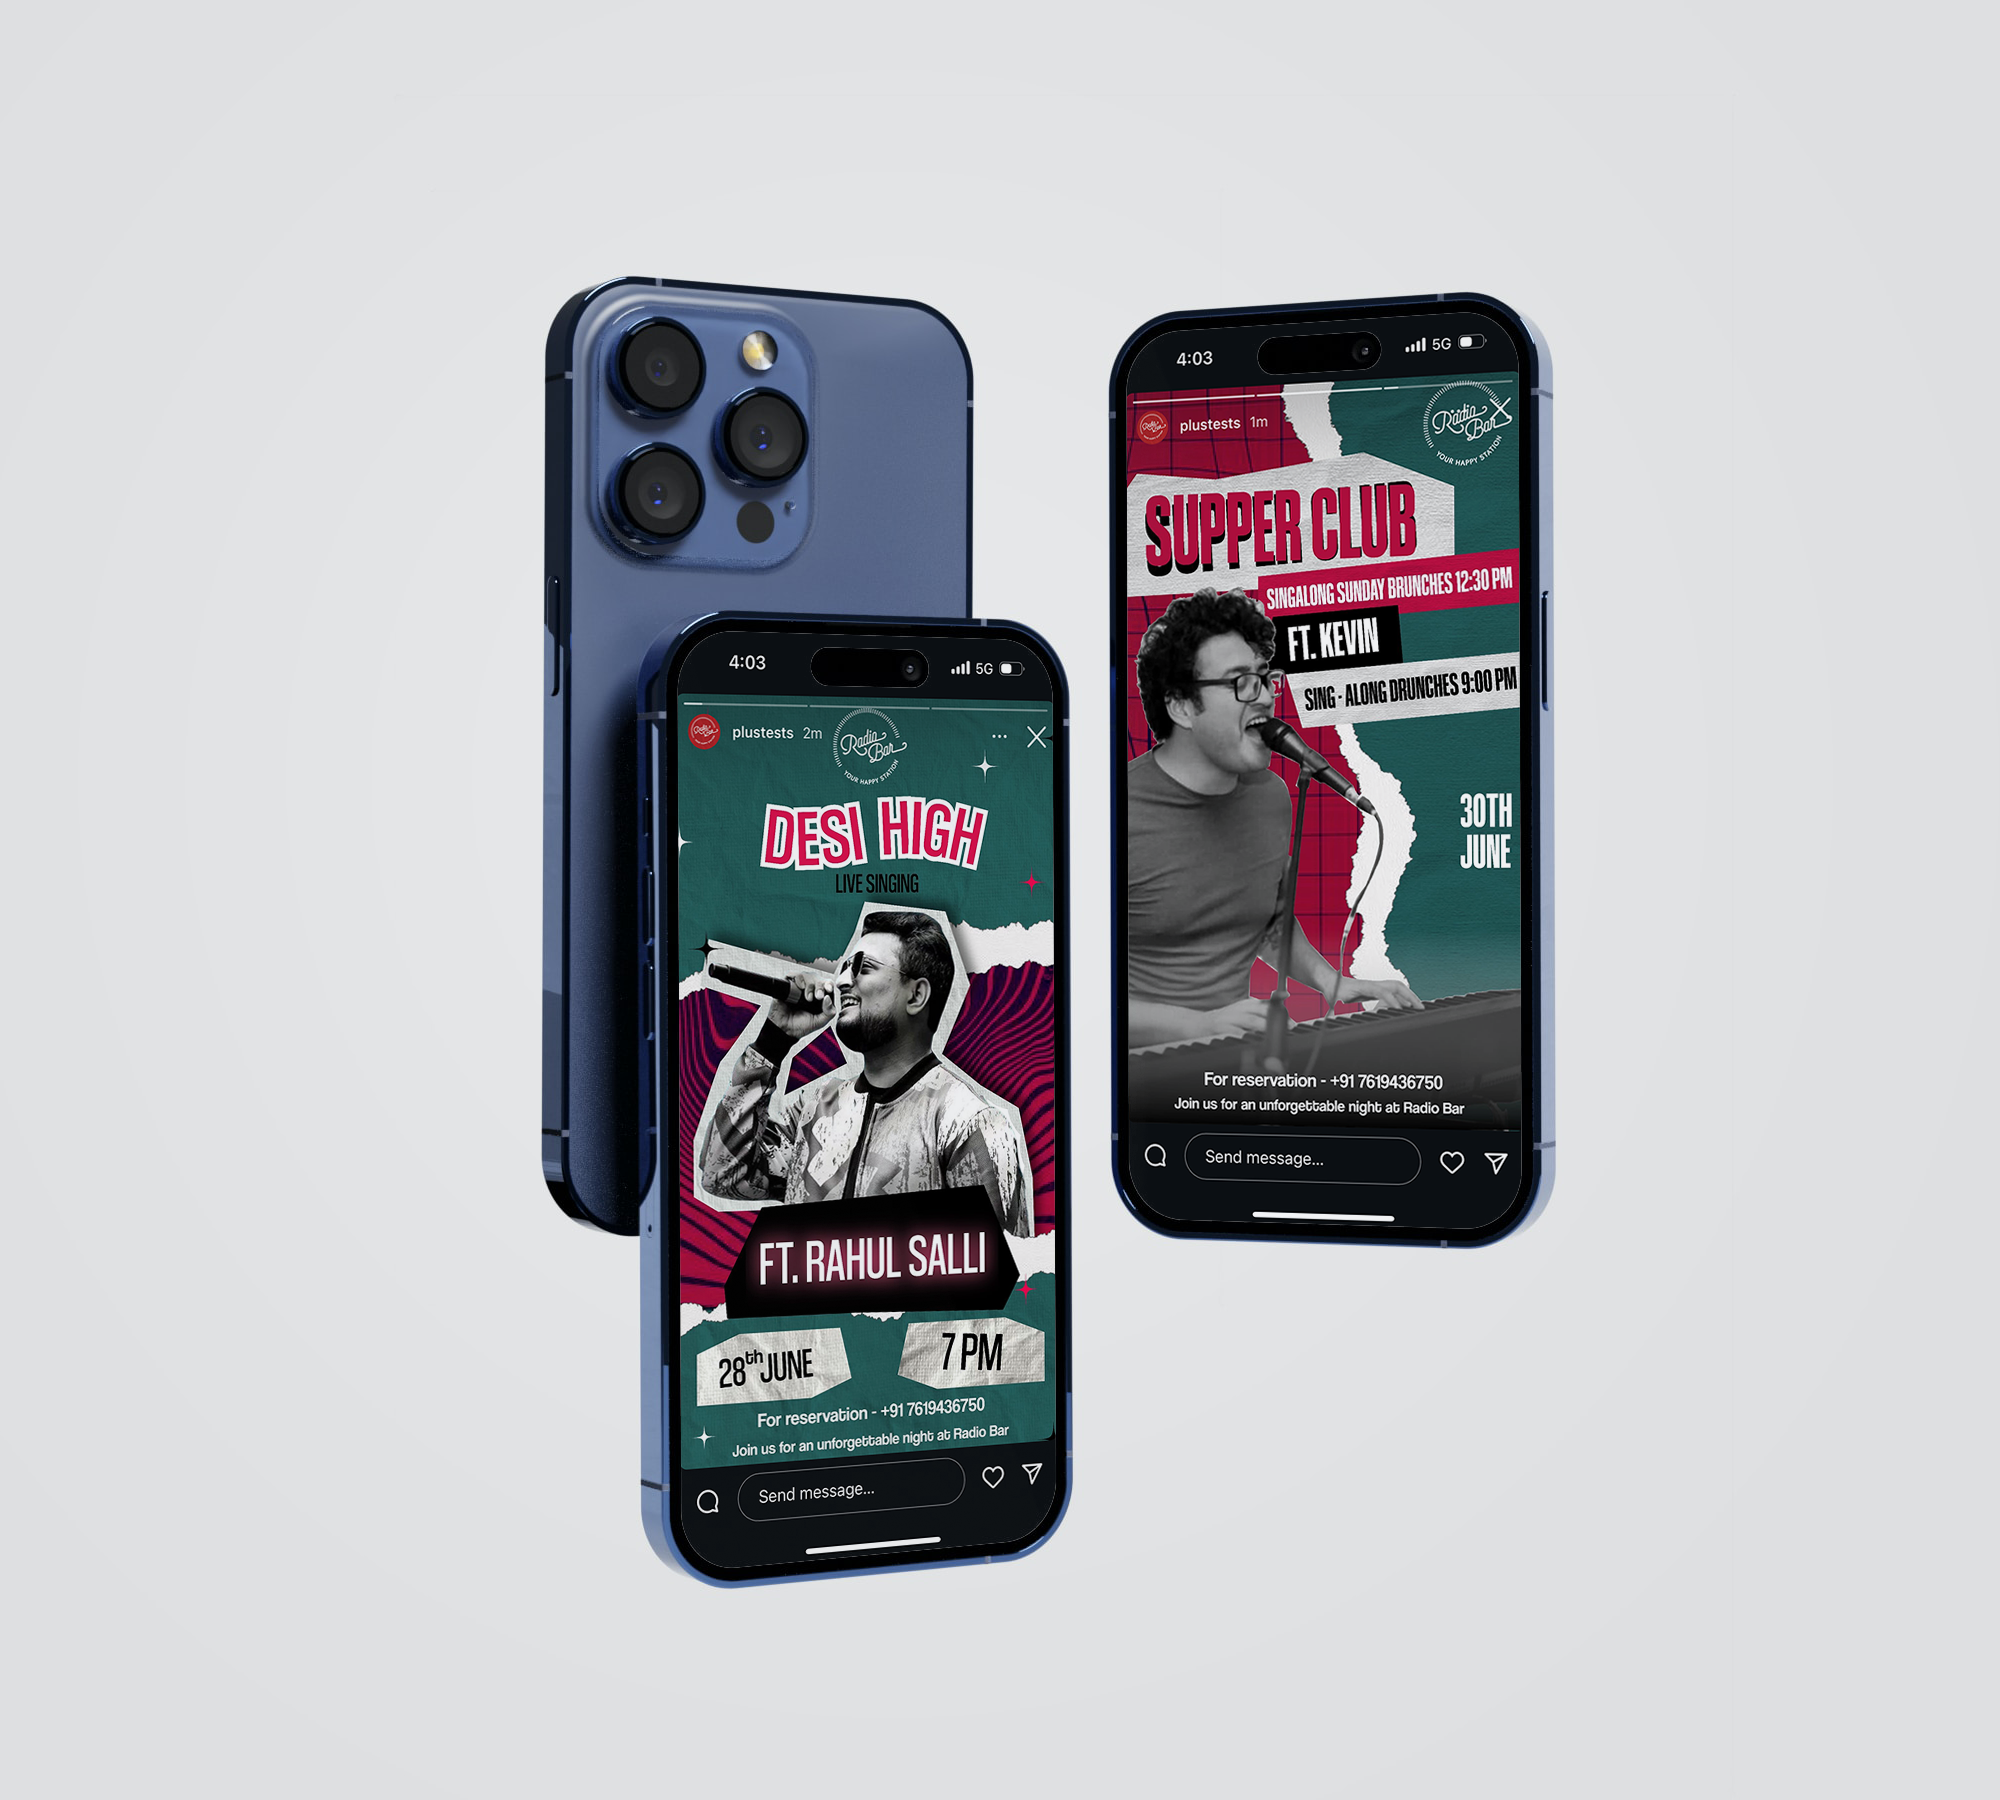 4:03
5G
plustests 2m
Radio
Bar
YOUR HAPPY STATION
DESI HIGH
LIVE SINGING
FT. RAHUL SALLI
28th JUNE
7 PM
For reservation - +91 7619436750
Join us for an unforgettable night at Radio Bar
Send message...
4:03
5G
plustests 1m
Radio
Bar
YOUR HAPPY STATION
SUPPER CLUB
SINGALONG SUNDAY BRUNCHES 12:30 PM
FT. KEVIN
SING - ALONG DRUNCHES 9:00 PM
30TH
JUNE
For reservation - +91 7619436750
Join us for an unforgettable night at Radio Bar
Send message...